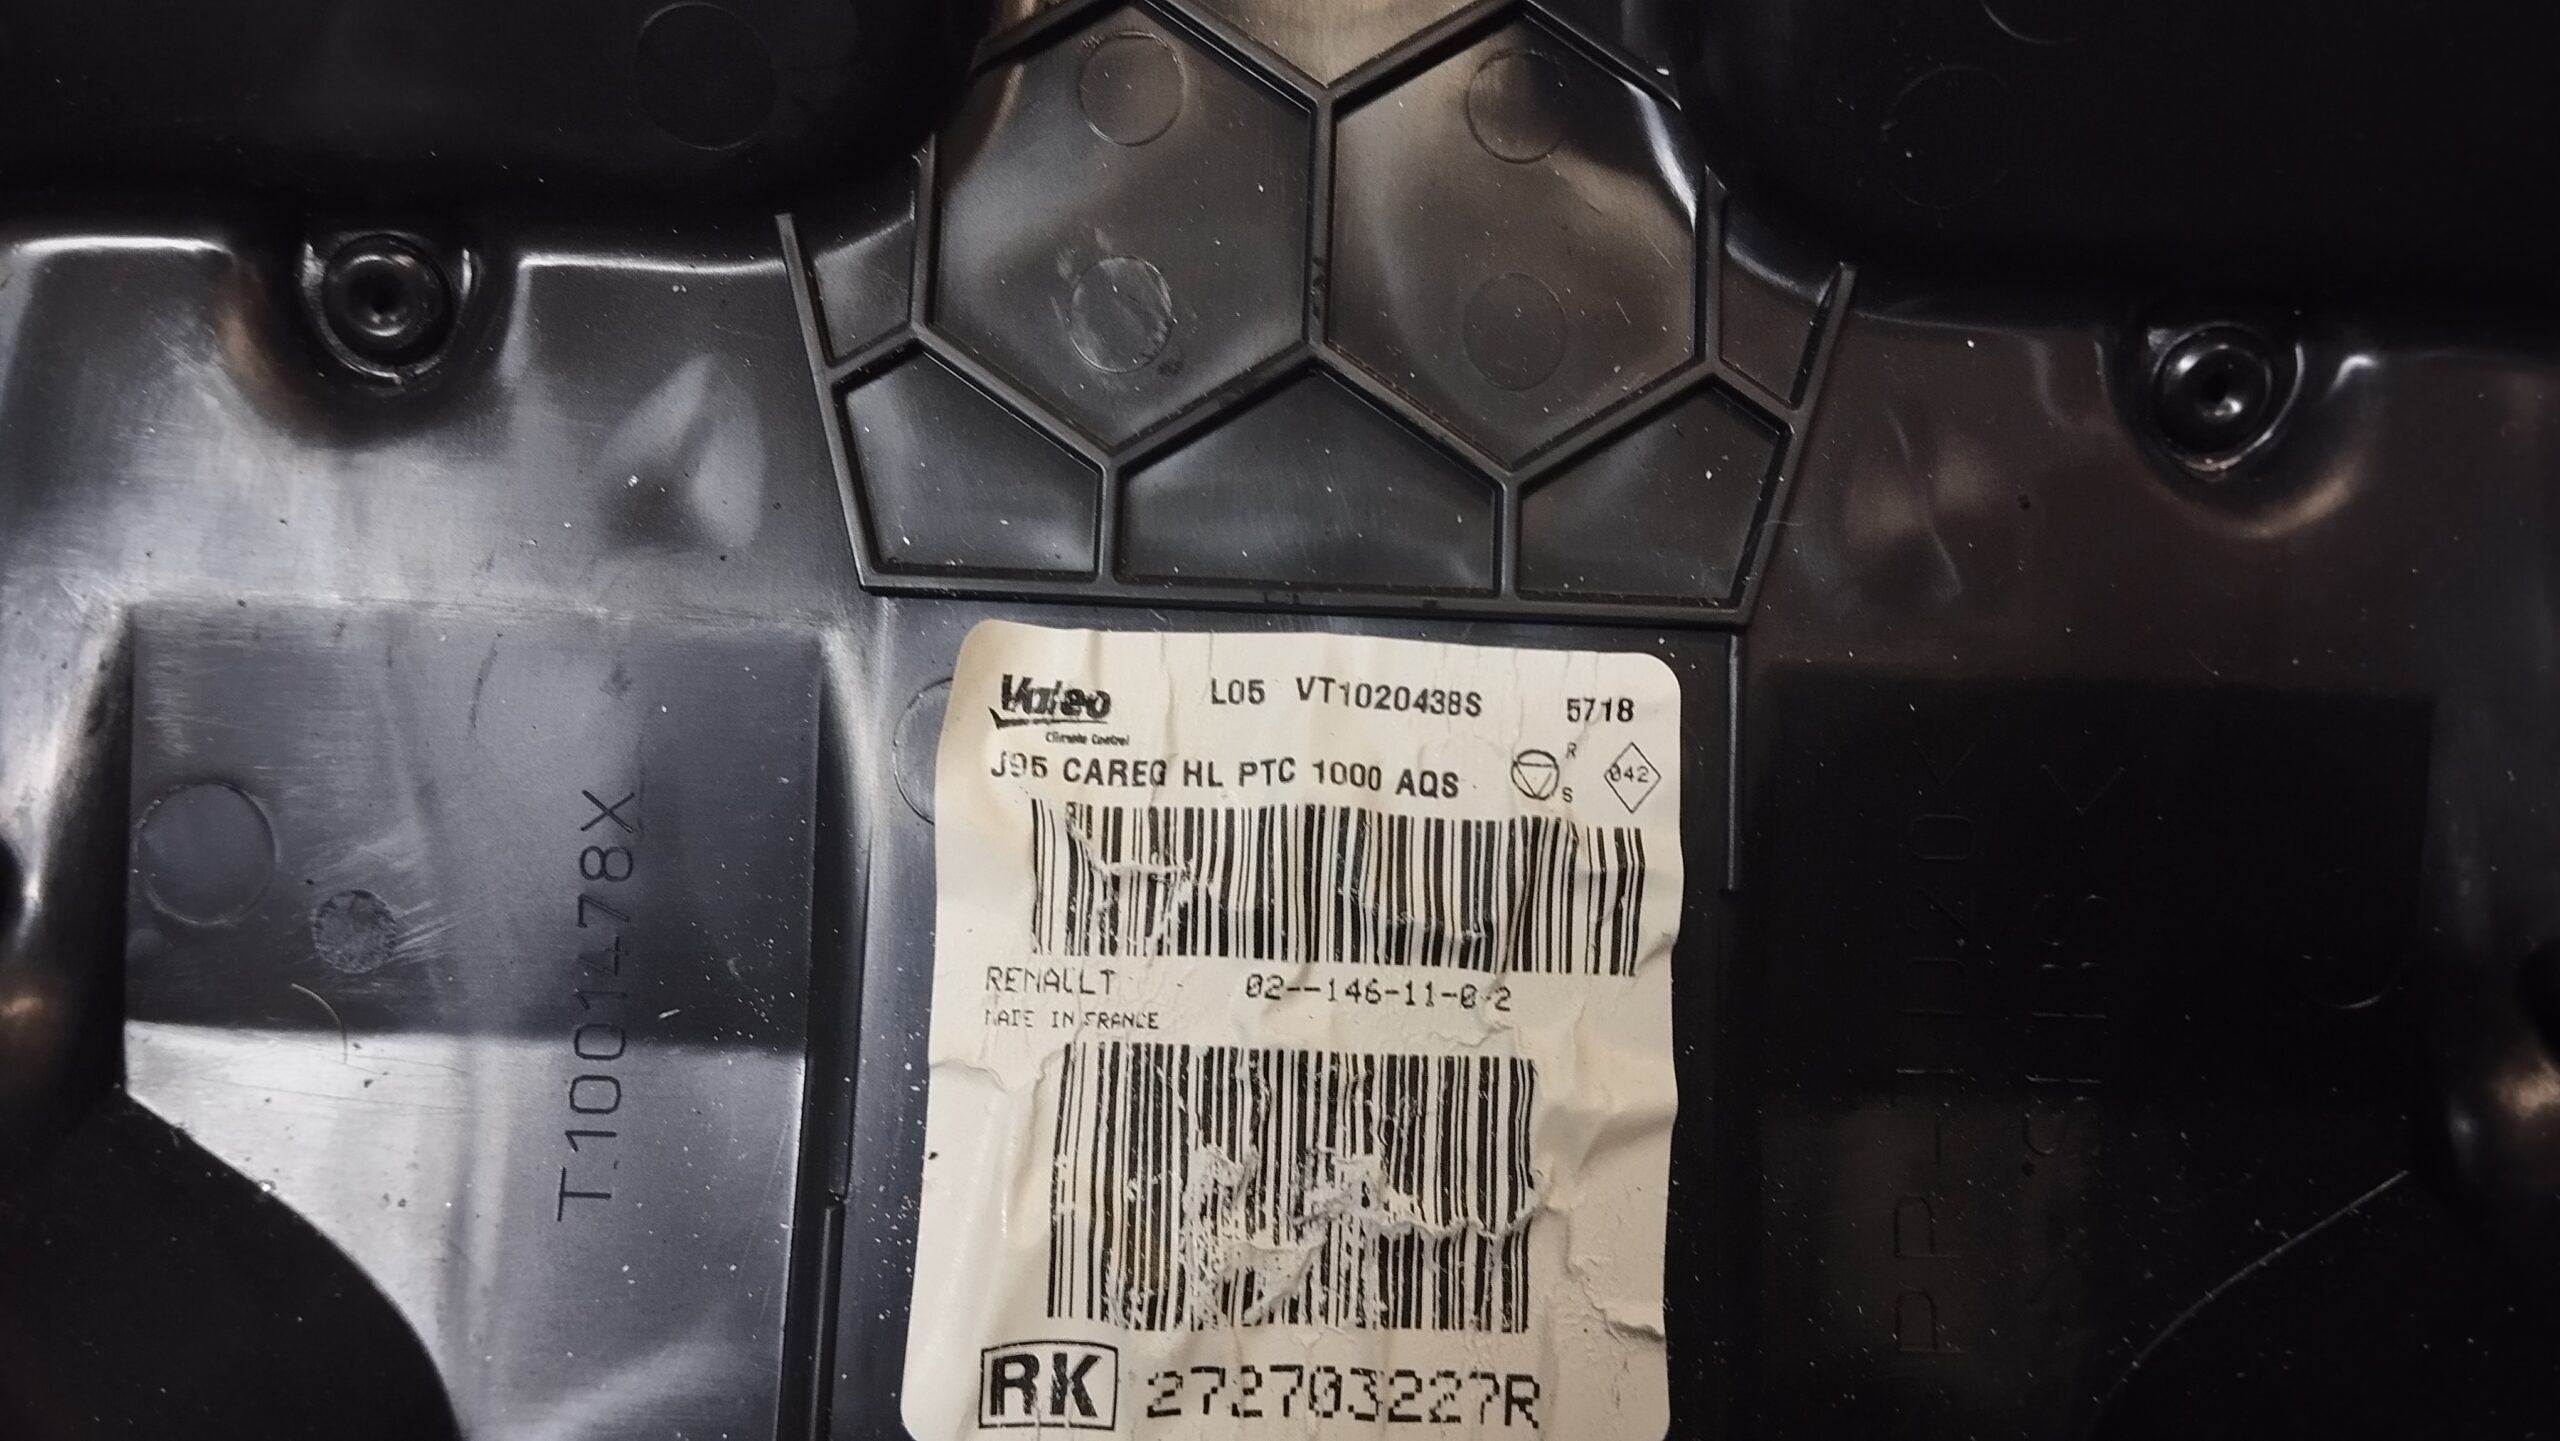 T.1001478X
Valeo L05 VT1020438S 5718
Climate Control
J95 CAREG HL PTC 1000 AQS R S 042
RENAULT 02--146-11-0-2
MADE IN FRANCE
RK 272703227R